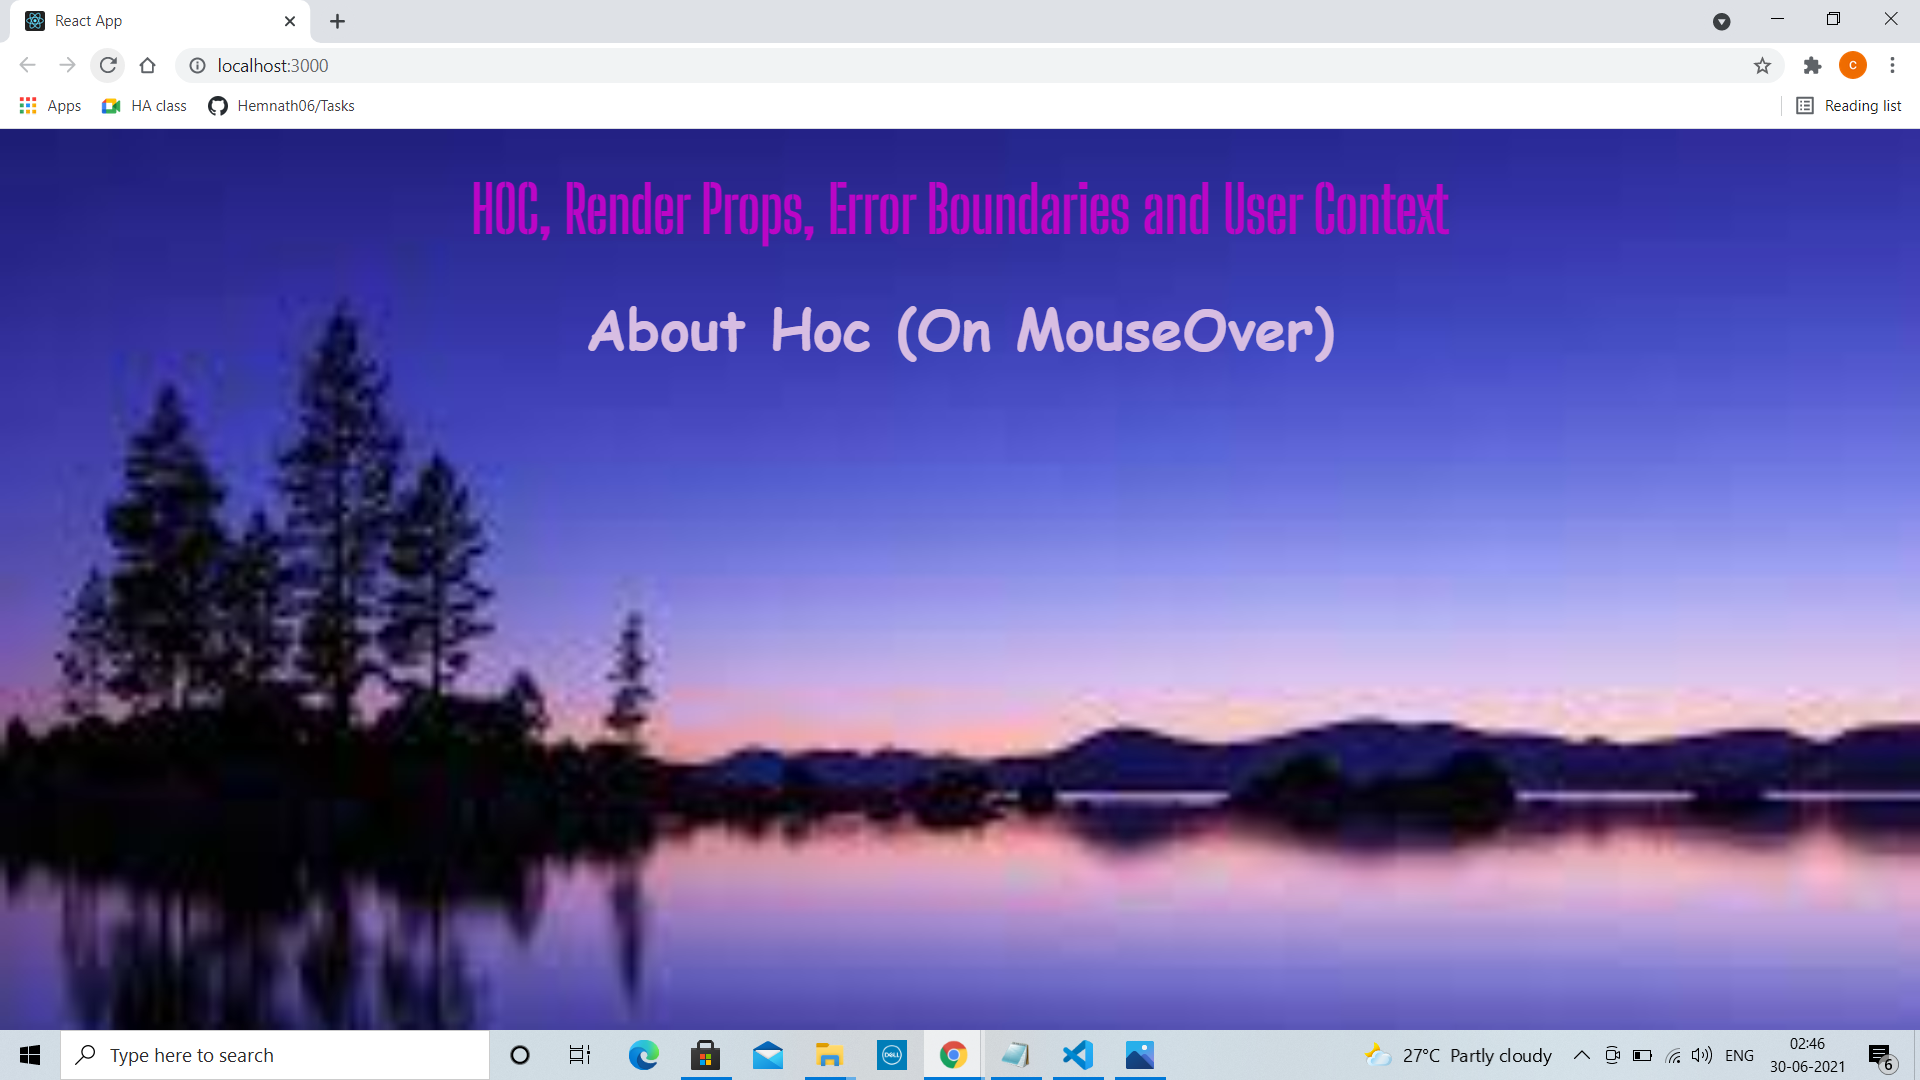 React App
localhost:3000
Apps
HA class
Hemnath06/Tasks
Reading list
HOC, Render Props, Error Boundaries and User Context
About Hoc (On MouseOver)
Type here to search
DELL
27°C Partly cloudy
ENG
02:46
30-06-2021
6
c